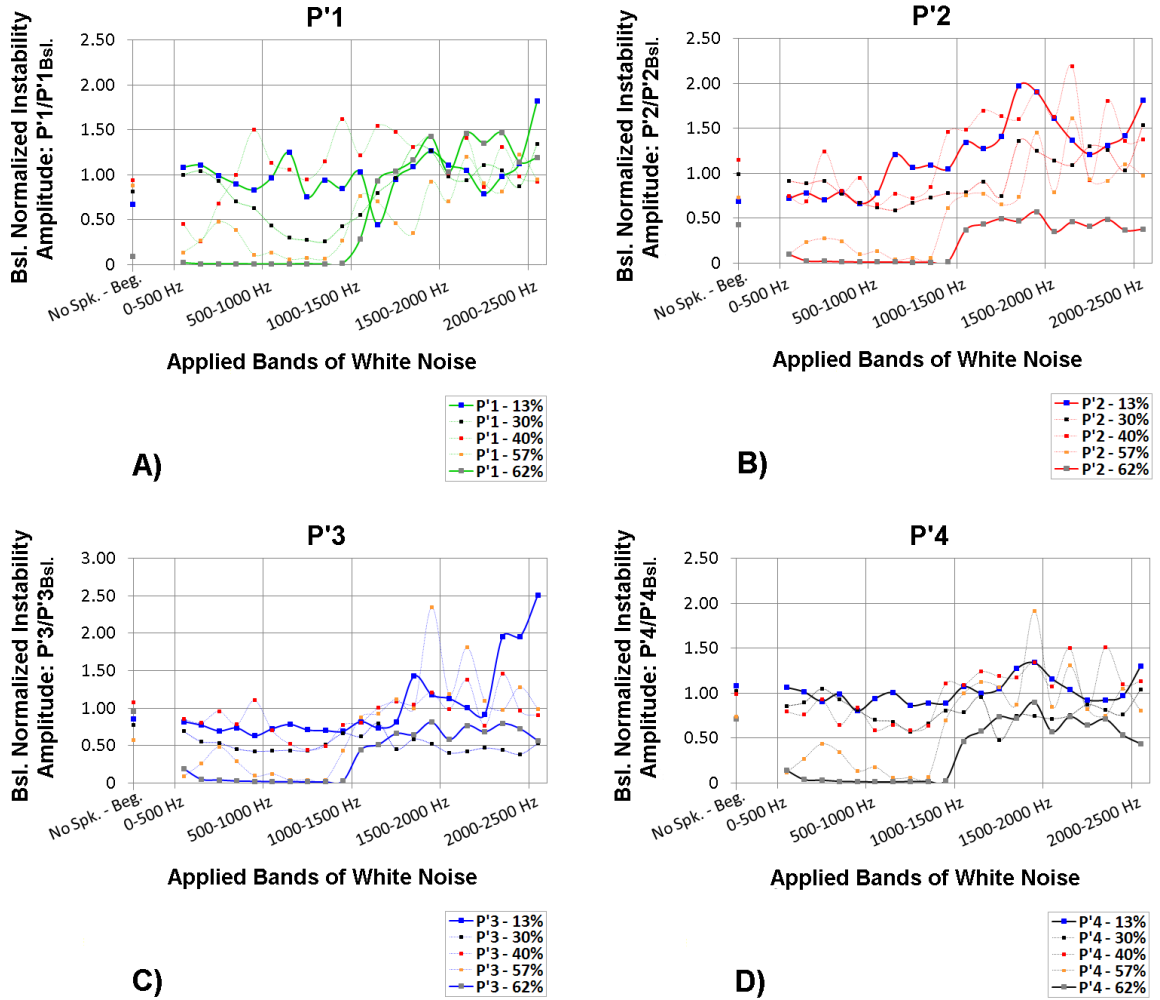 P'1
Bsl. Normalized Instability
Amplitude: P'1/P'1Bsl.
2.50
2.00
1.50
1.00
0.50
0
No Spk. - Beg.
0-500 Hz
500-1000 Hz
1000-1500 Hz
1500-2000 Hz
2000-2500 Hz
Applied Bands of White Noise
P'1 - 13%
P'1 - 30%
P'1 - 40%
P'1 - 57%
P'1 - 62%
A)
P'2
Bsl. Normalized Instability
Amplitude: P'2/P'2Bsl.
2.50
2.00
1.50
1.00
0.50
0
No Spk. - Beg.
0-500 Hz
500-1000 Hz
1000-1500 Hz
1500-2000 Hz
2000-2500 Hz
Applied Bands of White Noise
P'2 - 13%
P'2 - 30%
P'2 - 40%
P'2 - 57%
P'2 - 62%
B)
P'3
Bsl. Normalized Instability
Amplitude: P'3/P'3Bsl.
3.00
2.50
2.00
1.50
1.00
0.50
0
No Spk. - Beg.
0-500 Hz
500-1000 Hz
1000-1500 Hz
1500-2000 Hz
2000-2500 Hz
Applied Bands of White Noise
P'3 - 13%
P'3 - 30%
P'3 - 40%
P'3 - 57%
P'3 - 62%
C)
P'4
Bsl. Normalized Instability
Amplitude: P'4/P'4Bsl.
2.50
2.00
1.50
1.00
0.50
0
No Spk. - Beg.
0-500 Hz
500-1000 Hz
1000-1500 Hz
1500-2000 Hz
2000-2500 Hz
Applied Bands of White Noise
P'4 - 13%
P'4 - 30%
P'4 - 40%
P'4 - 57%
P'4 - 62%
D)